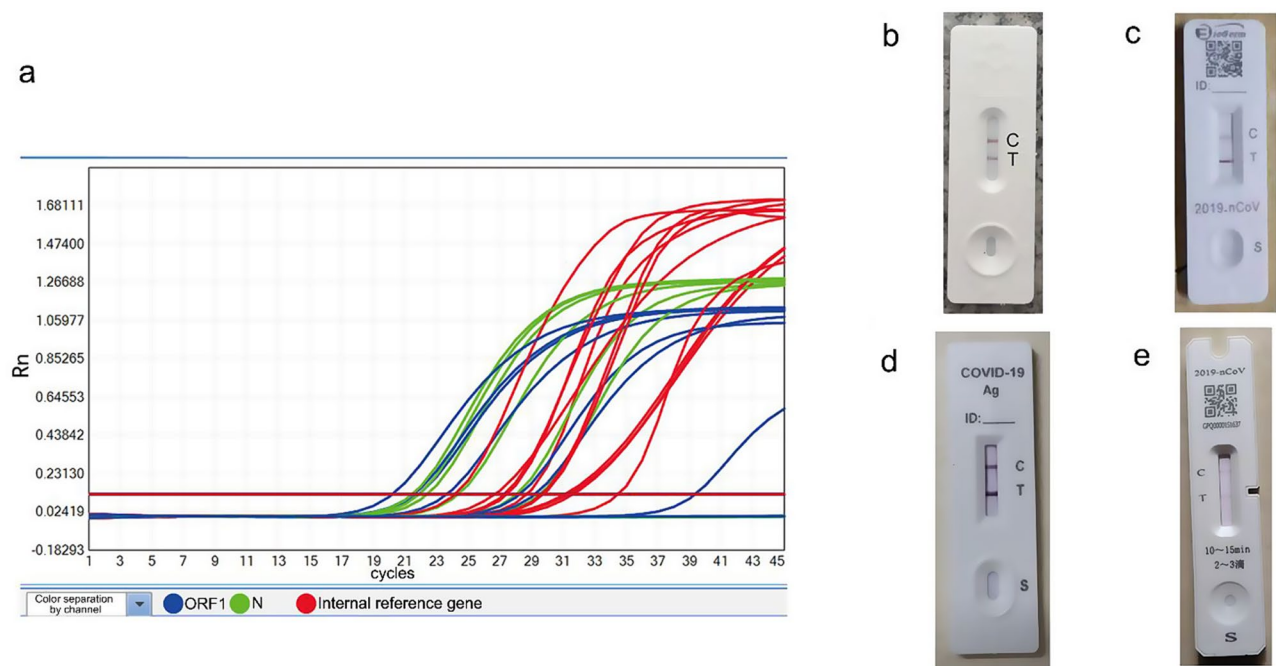 a
1.68111
1.47400
1.26688
1.05977
0.85265
0.64553
0.43842
0.23130
0.02419
-0.18293
Rn
1 3 5 7 9 11 13 15 17 19 21 23 25 27 29 31 33 35 37 39 41 43 45
cycles
Color separation
by channel
ORF1
N
Internal reference gene
b
C
T
c
ID:
C
T
2019-nCoV
S
d
COVID-19
Ag
ID:
C
T
S
e
2019-nCoV
C
T
10~15min
2~3滴
S